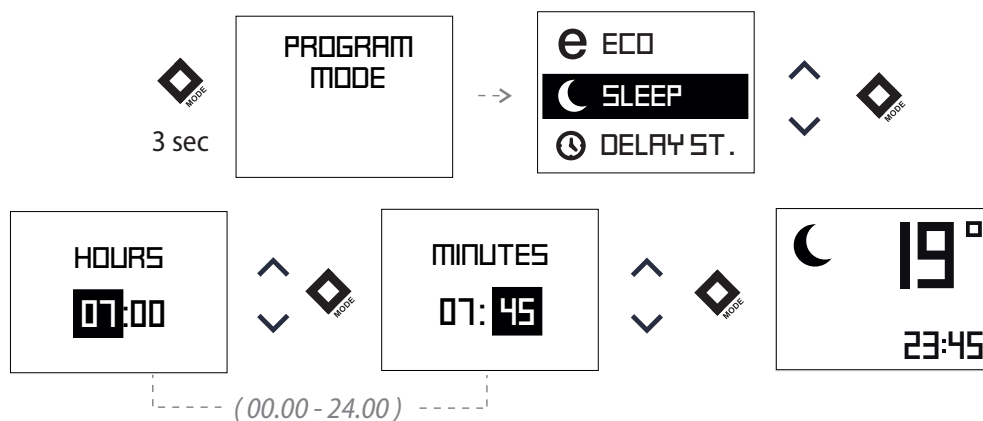 PROGRAM
MODE
MODE
3 sec
e ECO
SLEEP
DELAY ST.
MODE
HOURS
07:00
MODE
MINUTES
07:45
MODE
19°
23:45
( 00.00 - 24.00 )